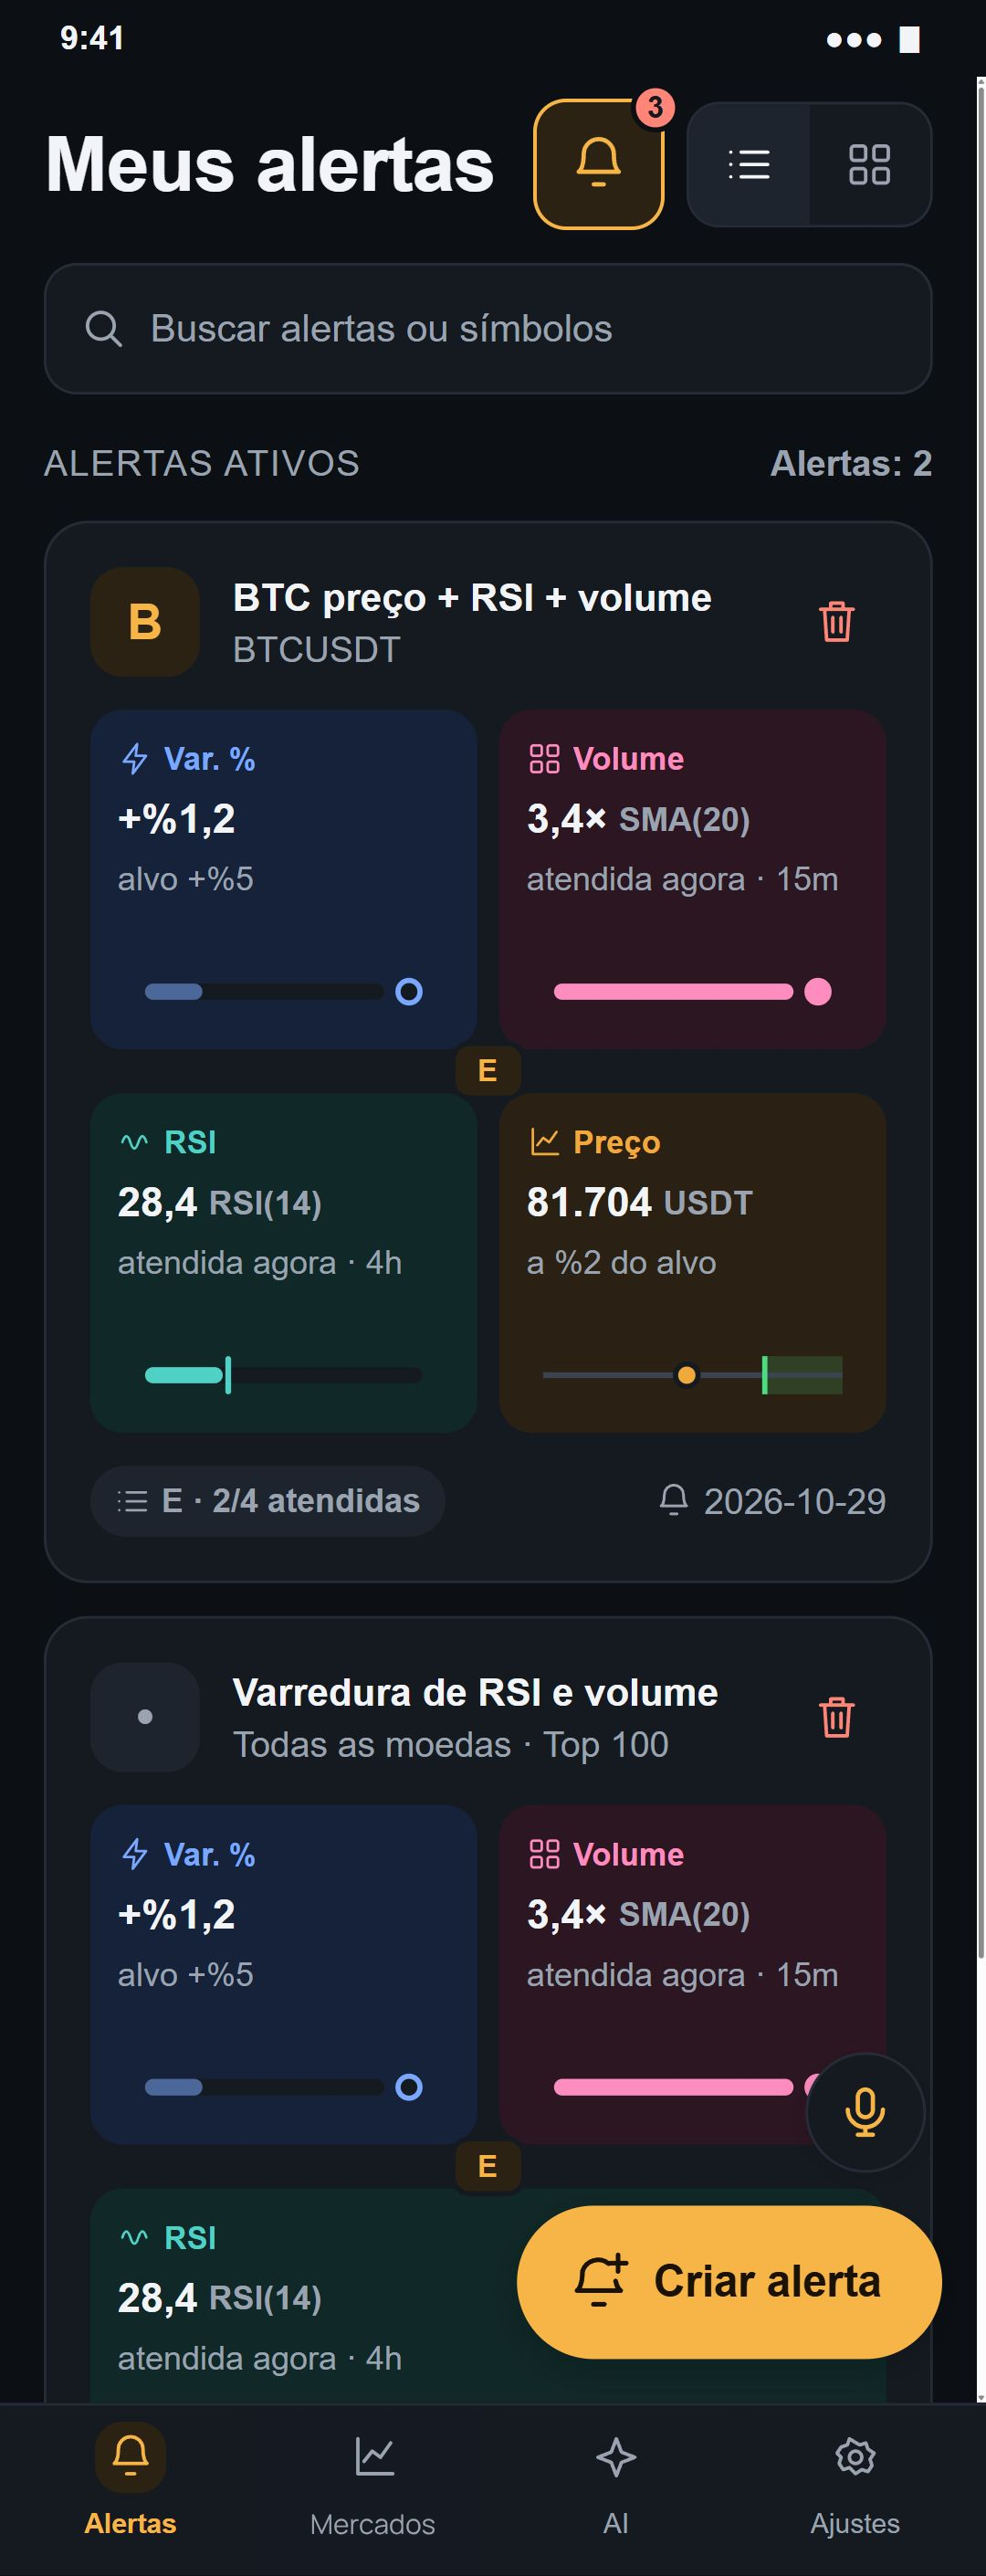 9:41
Meus alertas
3
Buscar alertas ou símbolos
ALERTAS ATIVOS
Alertas: 2
B
BTC preço + RSI + volume
BTCUSDT
Var. %
+%1,2
alvo +%5
Volume
3,4× SMA(20)
atendida agora · 15m
E
RSI
28,4 RSI(14)
atendida agora · 4h
Preço
81.704 USDT
a %2 do alvo
E · 2/4 atendidas
2026-10-29
Varredura de RSI e volume
Todas as moedas · Top 100
Var. %
+%1,2
alvo +%5
Volume
3,4× SMA(20)
atendida agora · 15m
E
RSI
28,4 RSI(14)
atendida agora · 4h
Criar alerta
Alertas
Mercados
AI
Ajustes